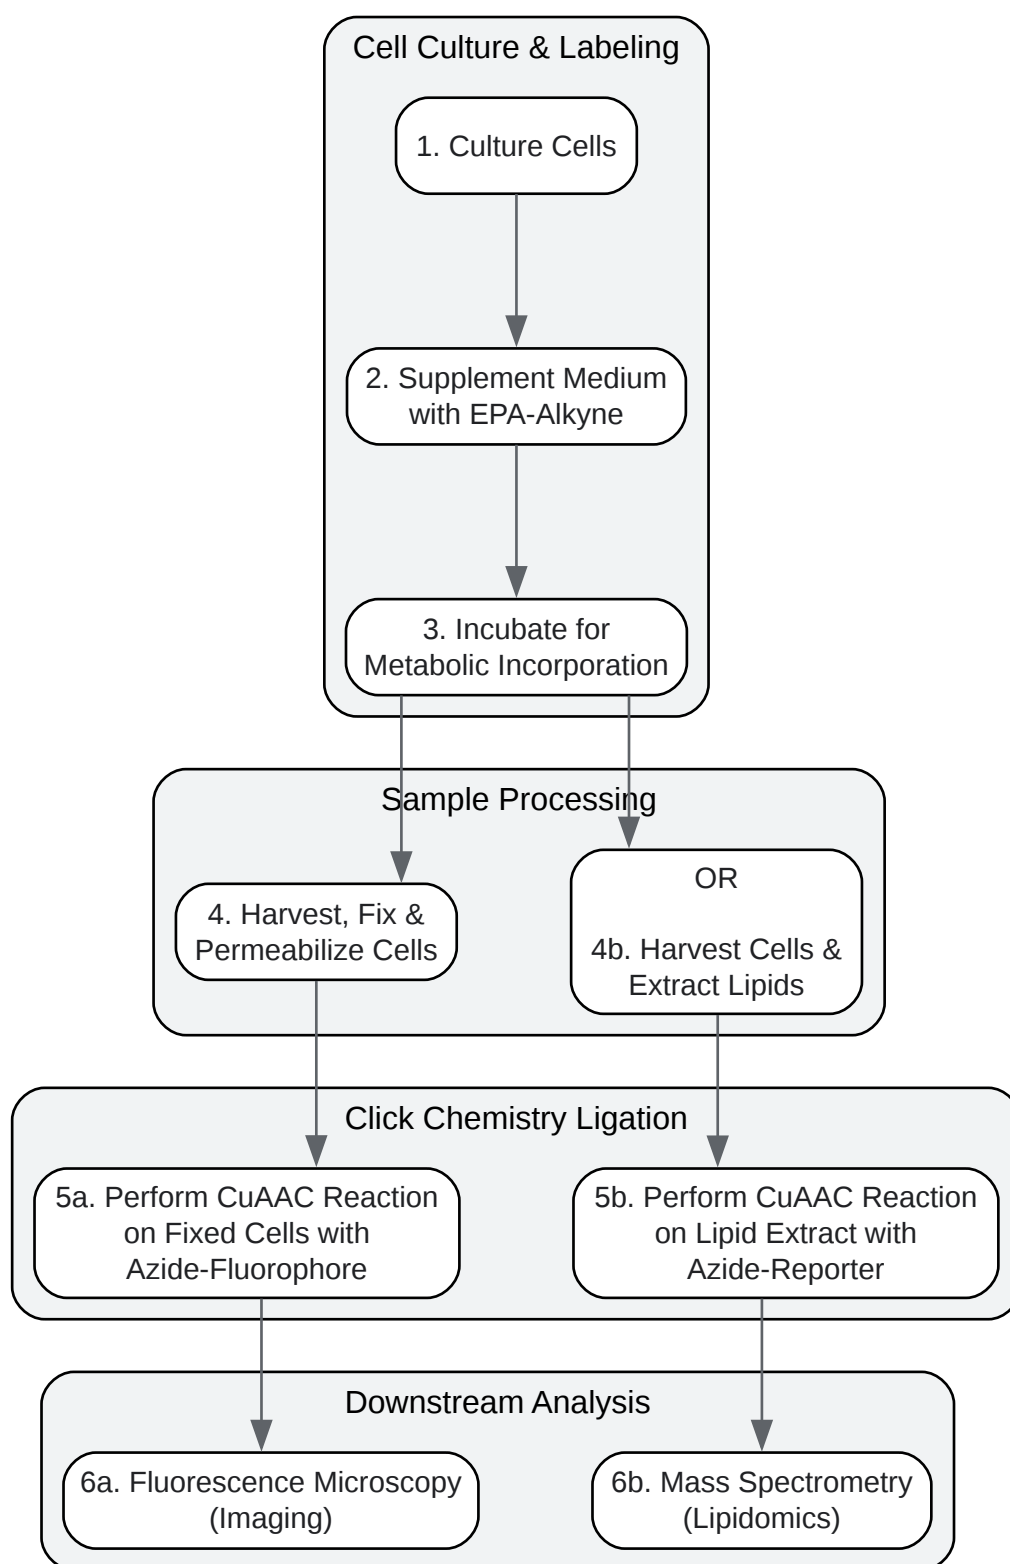 Cell Culture & Labeling
1. Culture Cells
2. Supplement Medium
with EPA-Alkyne
3. Incubate for
Metabolic Incorporation
Sample Processing
4. Harvest, Fix &
Permeabilize Cells
OR
4b. Harvest Cells &
Extract Lipids
Click Chemistry Ligation
5a. Perform CuAAC Reaction
on Fixed Cells with
Azide-Fluorophore
5b. Perform CuAAC Reaction
on Lipid Extract with
Azide-Reporter
Downstream Analysis
6a. Fluorescence Microscopy
(Imaging)
6b. Mass Spectrometry
(Lipidomics)